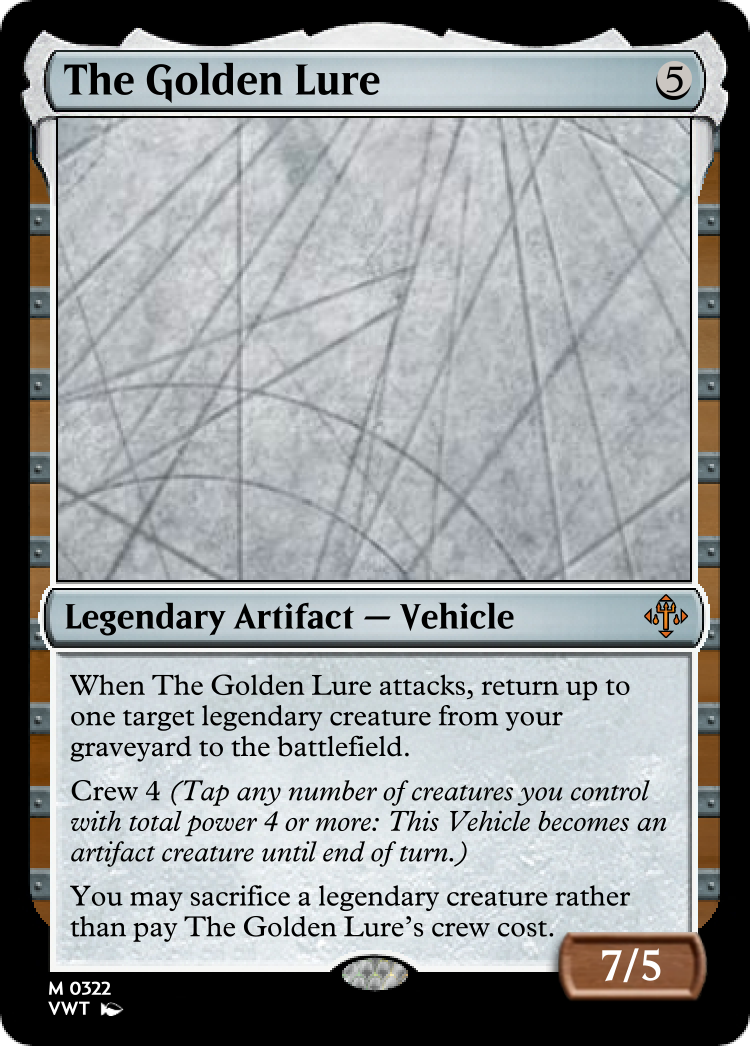 The Golden Lure 5
Legendary Artifact — Vehicle
When The Golden Lure attacks, return up to
one target legendary creature from your
graveyard to the battlefield.
Crew 4 (Tap any number of creatures you control
with total power 4 or more: This Vehicle becomes an
artifact creature until end of turn.)
You may sacrifice a legendary creature rather
than pay The Golden Lure’s crew cost.
7/5
M 0322
VWT